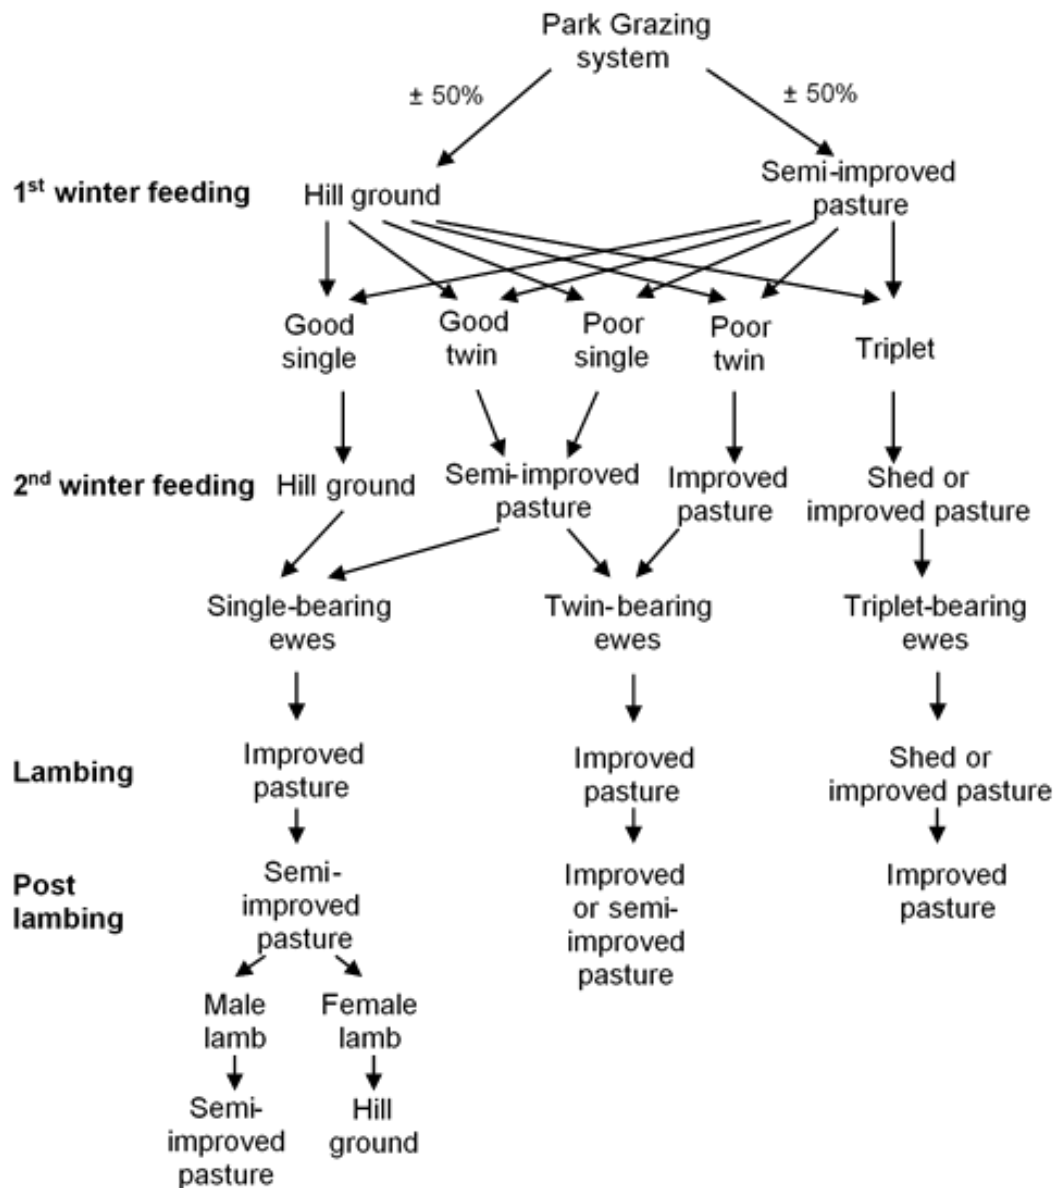 Park Grazing
system
± 50%
± 50%
1st winter feeding
Hill ground
Semi-improved
pasture
Good
single
Good
twin
Poor
single
Poor
twin
Triplet
2nd winter feeding
Hill ground
Semi-improved
pasture
Improved
pasture
Shed or
improved pasture
Single-bearing
ewes
Twin-bearing
ewes
Triplet-bearing
ewes
Lambing
Improved
pasture
Improved
pasture
Shed or
improved pasture
Post
lambing
Semi-
improved
pasture
Improved
or semi-
improved
pasture
Improved
pasture
Male
lamb
Female
lamb
Semi-
improved
pasture
Hill
ground